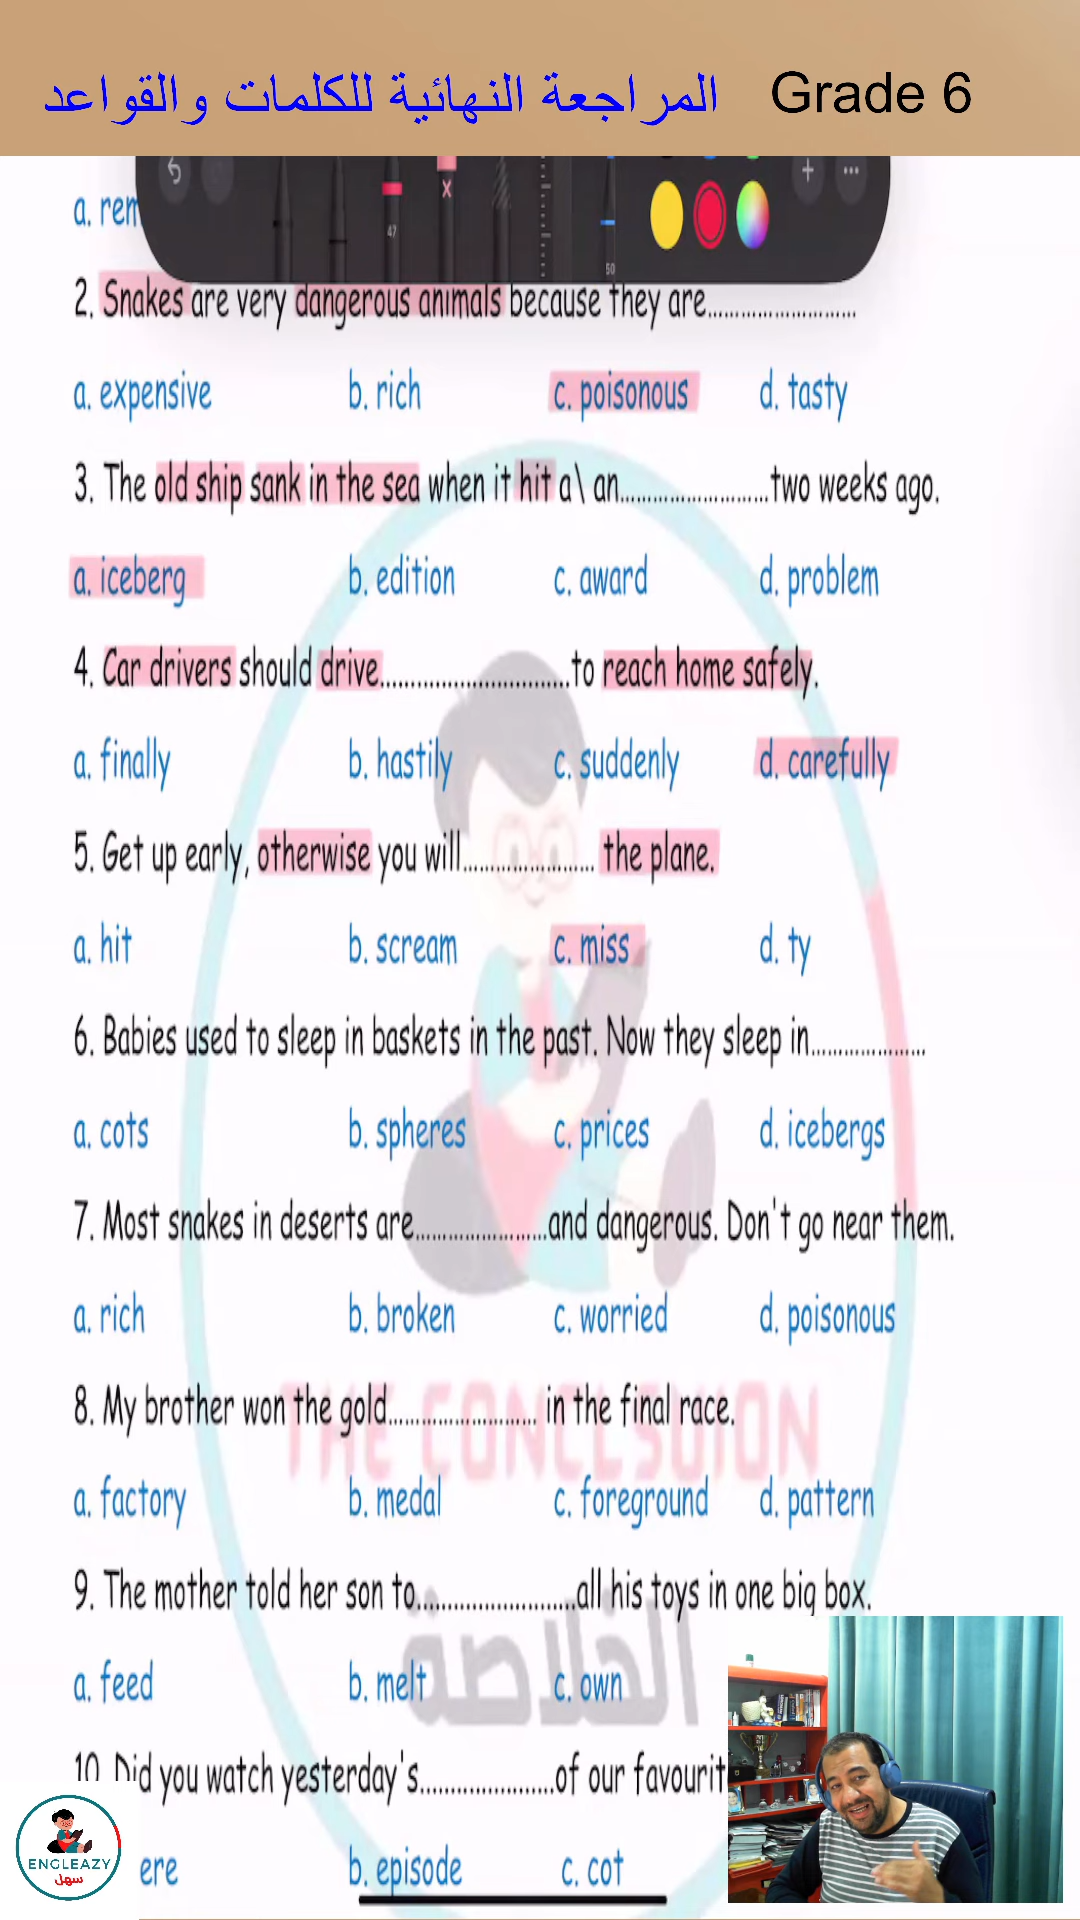 المراجعة النهائية للكلمات والقواعد Grade 6
47
50
a.
2. Snakes are very dangerous animals because they are........................
a. expensive b. rich c. poisonous d. tasty
3. The old ship sank in the sea when it hit a\ an........................two weeks ago.
a. iceberg b. edition c. award d. problem
4. Car drivers should drive..............................to reach home safely.
a. finally b. hastily c. suddenly d. carefully
5. Get up early, otherwise you will..................... the plane.
a. hit b. scream c. miss d. ty
6. Babies used to sleep in baskets in the past. Now they sleep in...................
a. cots b. spheres c. prices d. icebergs
7. Most snakes in deserts are.....................and dangerous. Don't go near them.
a. rich b. broken c. worried d. poisonous
8. My brother won the gold........................ in the final race.
THE CONCLSUION
a. factory b. medal c. foreground d. pattern
9. The mother told her son to..........................all his toys in one big box.
الخلاصة
a. feed b. melt c. own
10. Did you watch yesterday's......................of our
b. episode c. cot
ENGLEAZY
سهل